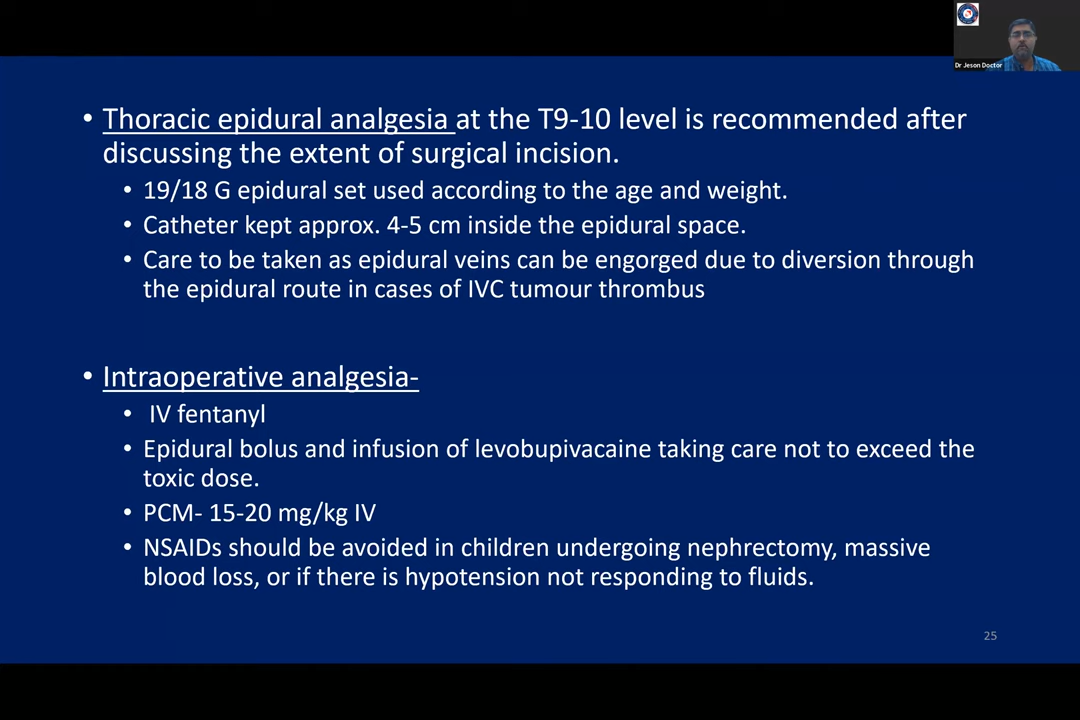 Dr Jeson Doctor
• Thoracic epidural analgesia at the T9-10 level is recommended after
discussing the extent of surgical incision.
• 19/18 G epidural set used according to the age and weight.
• Catheter kept approx. 4-5 cm inside the epidural space.
• Care to be taken as epidural veins can be engorged due to diversion through
the epidural route in cases of IVC tumour thrombus
• Intraoperative analgesia-
• IV fentanyl
• Epidural bolus and infusion of levobupivacaine taking care not to exceed the
toxic dose.
• PCM- 15-20 mg/kg IV
• NSAIDs should be avoided in children undergoing nephrectomy, massive
blood loss, or if there is hypotension not responding to fluids.
25